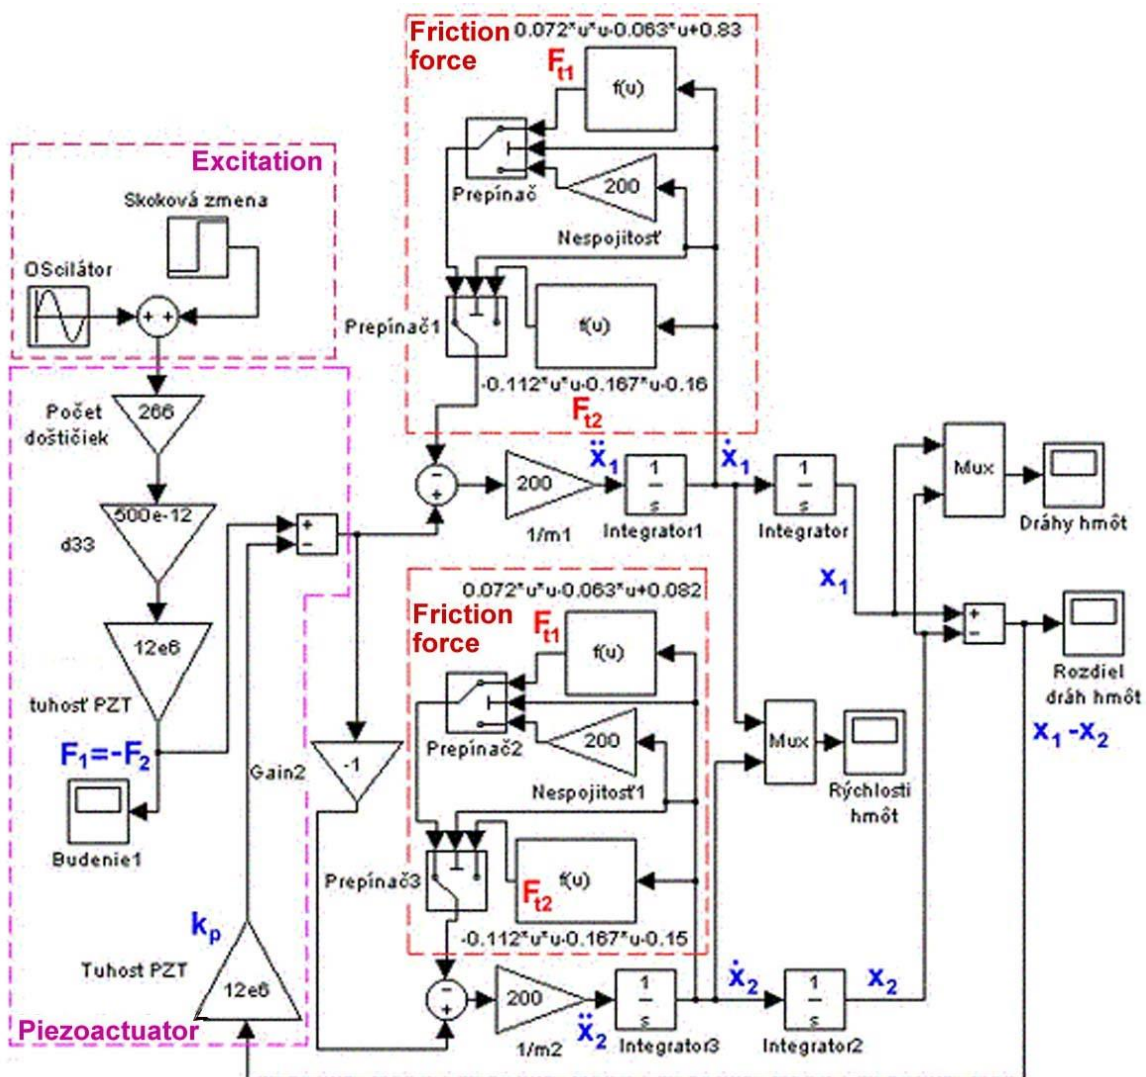 Friction
force
0.072*u*u-0.063*u+0.83
Ft1
f(u)
Prepínač
200
Nespojitosť
Prepínač1
f(u)
-0.112*u*u-0.167*u-0.16
Ft2
Excitation
Skoková zmena
OScilátor
+ +
Počet
doštičiek
266
500e-12
d33
12e6
tuhosť PZT
F1=-F2
Budenie1
kp
Tuhost PZT
12e6
Piezoactuator
+
-
Gain2
-1
-
+
200
1/m1
ẍ1
1
s
Integrator1
ẋ1
1
s
Integrator
x1
Mux
Dráhy hmôt
+
-
Rozdiel
dráh hmôt
x1 -x2
Friction
force
0.072*u*u-0.063*u+0.082
Ft1
f(u)
Prepínač2
200
Nespojitosť1
Prepínač3
Ft2
f(u)
-0.112*u*u-0.167*u-0.15
Mux
Rýchlosti
hmôt
-
+
200
1/m2
ẍ2
1
s
Integrator3
ẋ2
1
s
Integrator2
x2